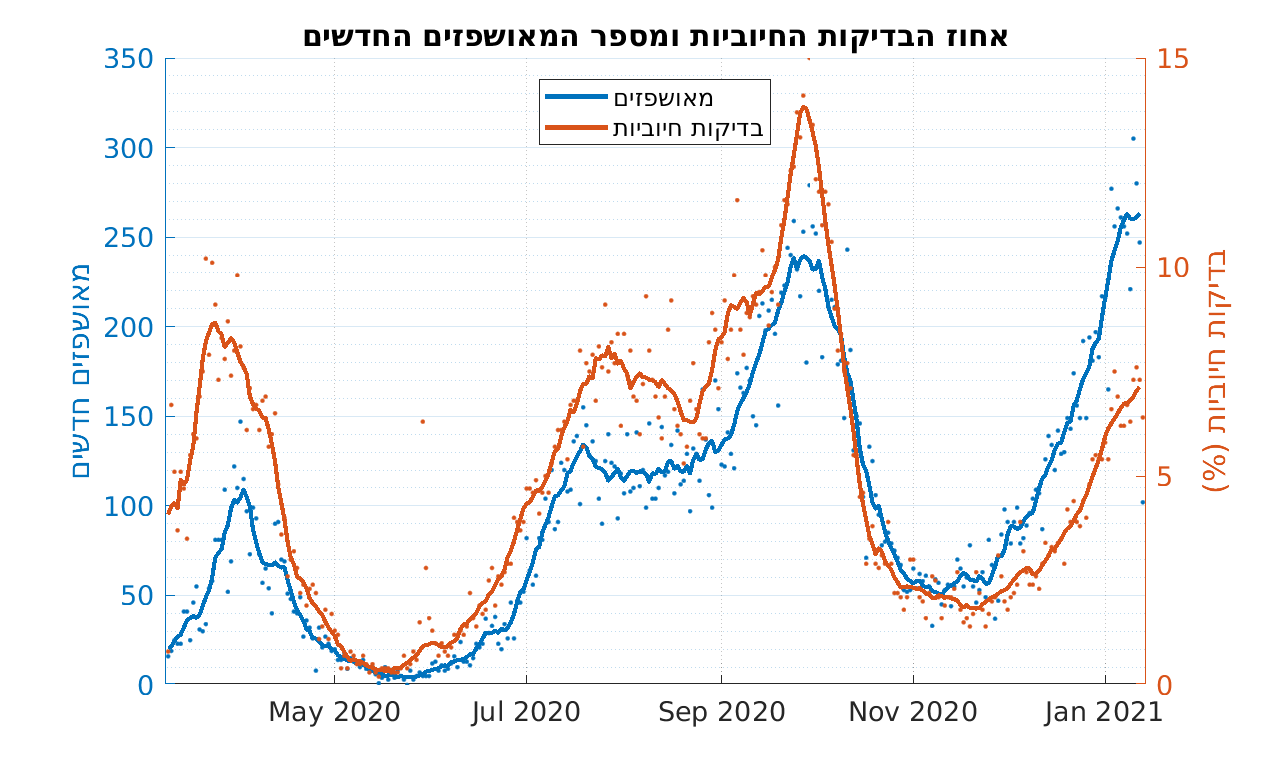 אחוז הבדיקות החיוביות ומספר המאושפזים החדשים
מאושפזים
בדיקות חיוביות
350
300
250
200
150
100
50
0
מאושפזים חדשים
15
10
5
0
בדיקות חיוביות (%)
May 2020
Jul 2020
Sep 2020
Nov 2020
Jan 2021